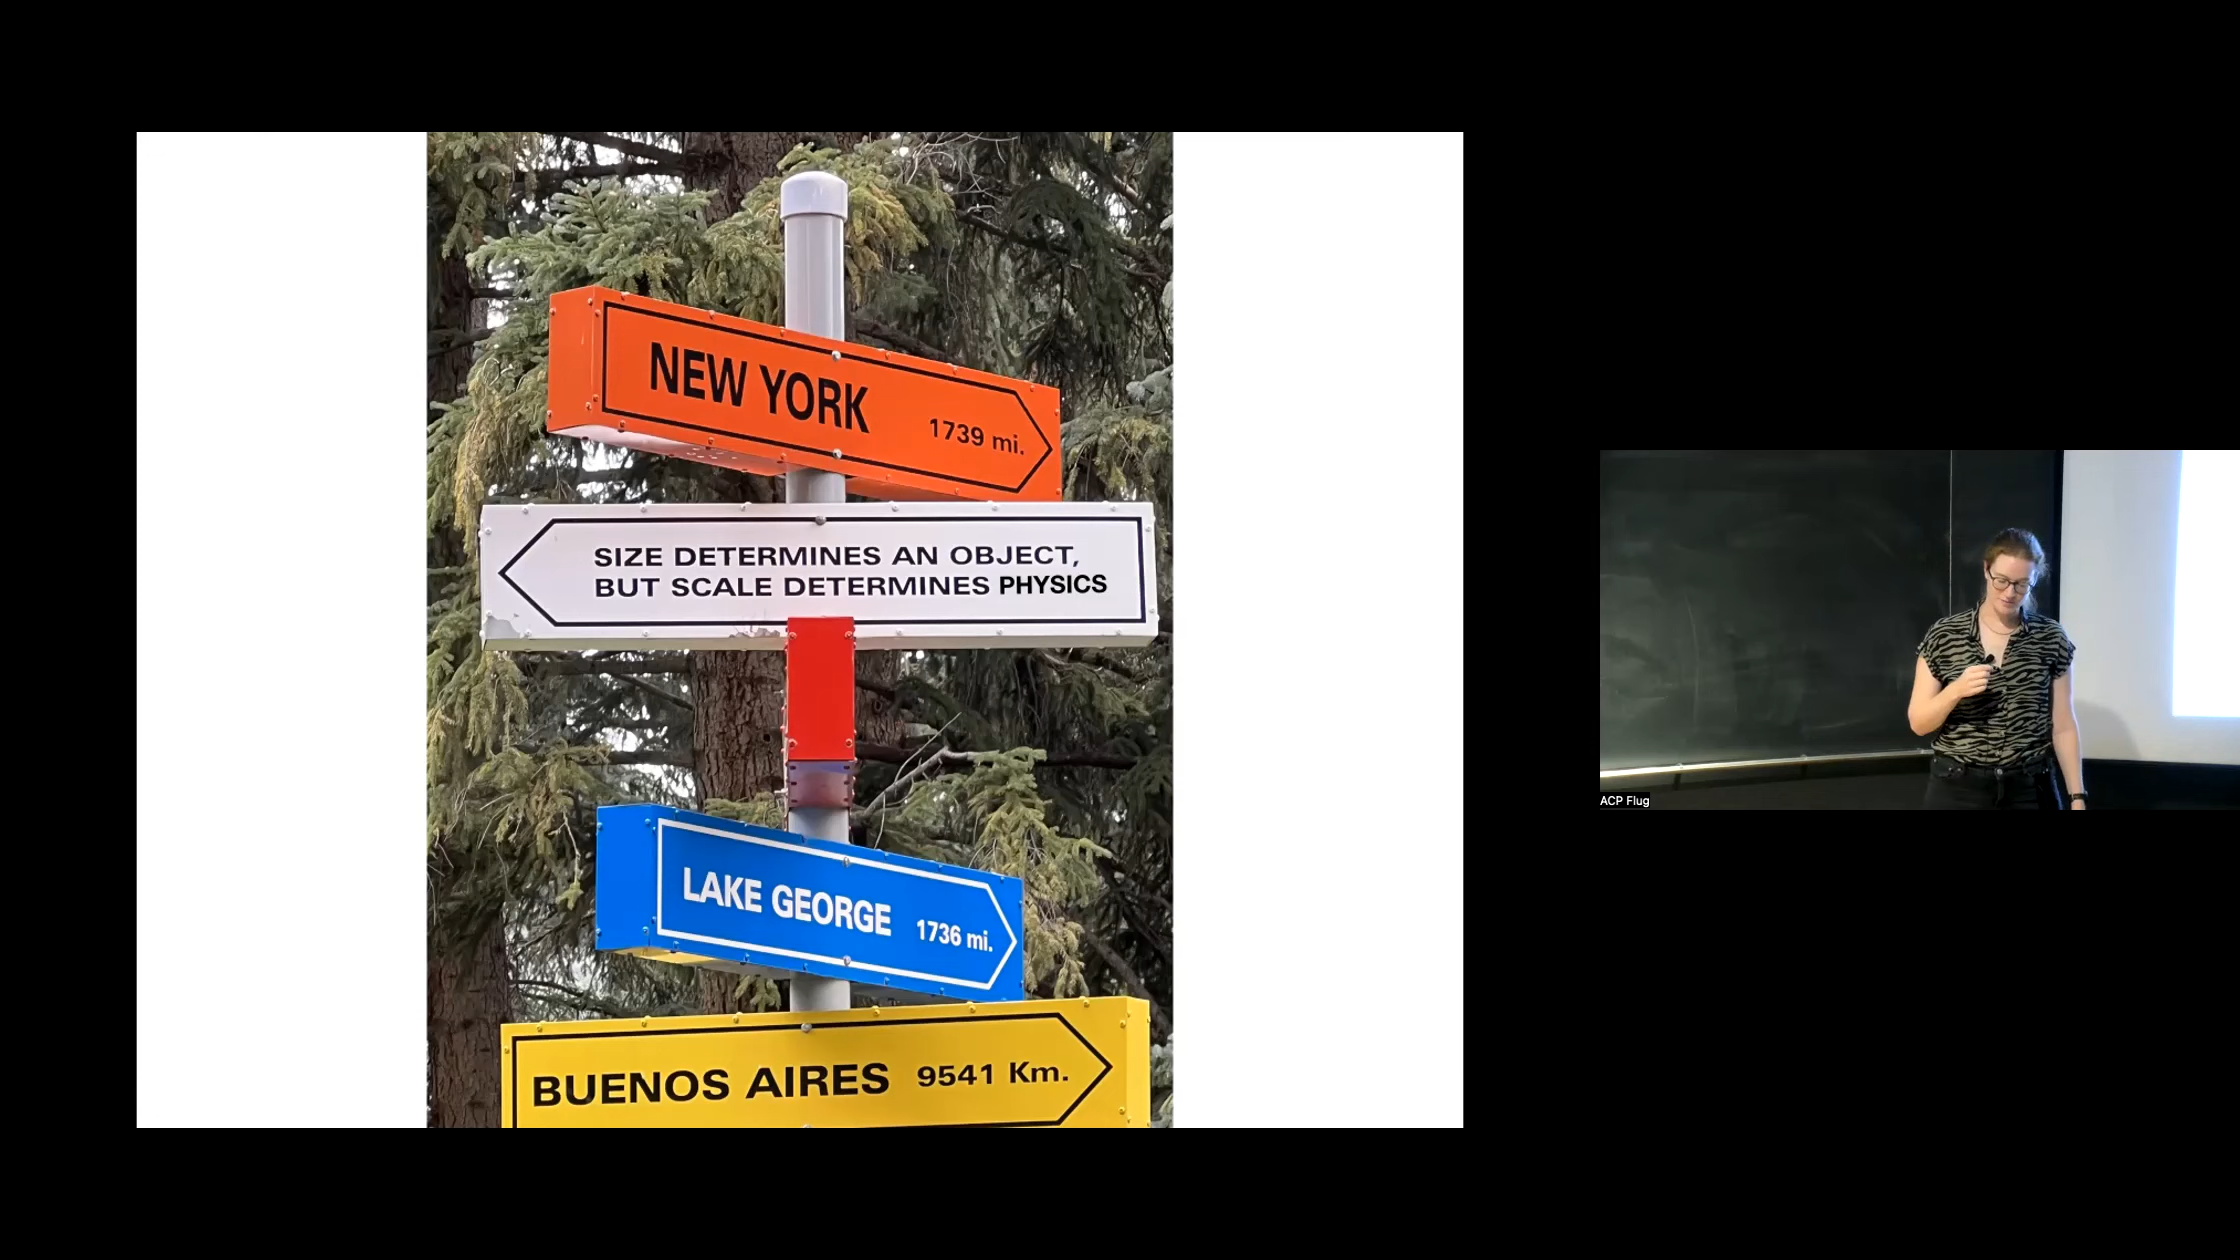 NEW YORK 1739 mi.
SIZE DETERMINES AN OBJECT,
BUT SCALE DETERMINES PHYSICS
LAKE GEORGE 1736 mi.
BUENOS AIRES 9541 Km.
ACP Flug